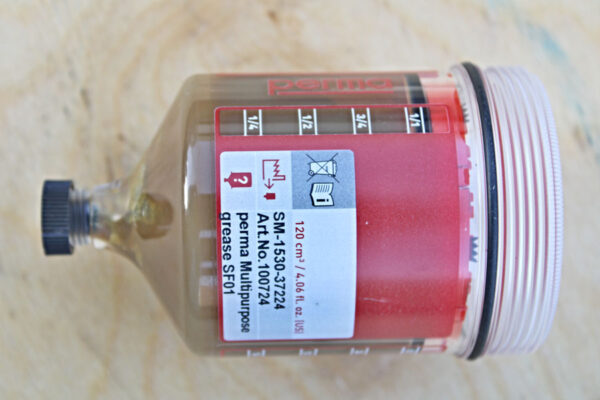 perma
1/4
1/2
3/4
1/1
120 cm³ / 4.06 fl. oz. (US)
SM-1530-37224
Art.No.100724
perma Multipurpose
grease SF01
?
i